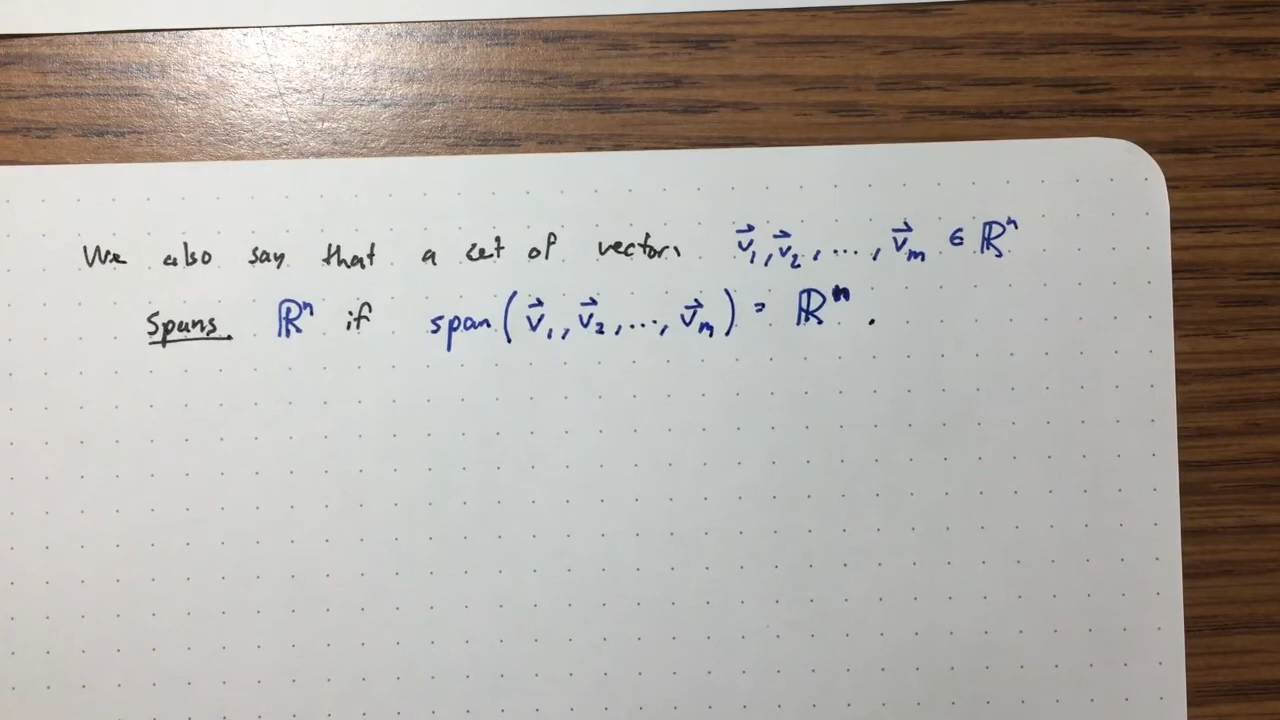 We also say that a set of vectors v⃗₁, v⃗₂, ..., v⃗ₘ ∈ ℝⁿ
spans ℝⁿ if span(v⃗₁, v⃗₂, ..., v⃗ₘ) = ℝⁿ.